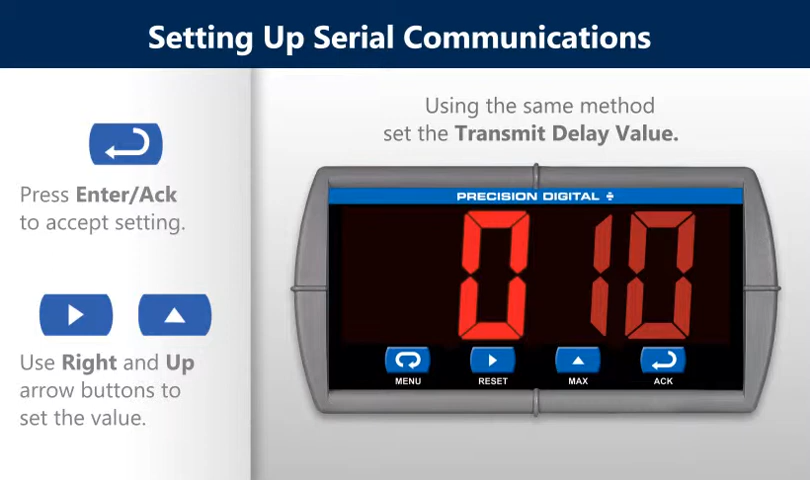 Setting Up Serial Communications
Press Enter/Ack
to accept setting.
Use Right and Up
arrow buttons to
set the value.
Using the same method
set the Transmit Delay Value.
PRECISION DIGITAL
010
MENU
RESET
MAX
ACK